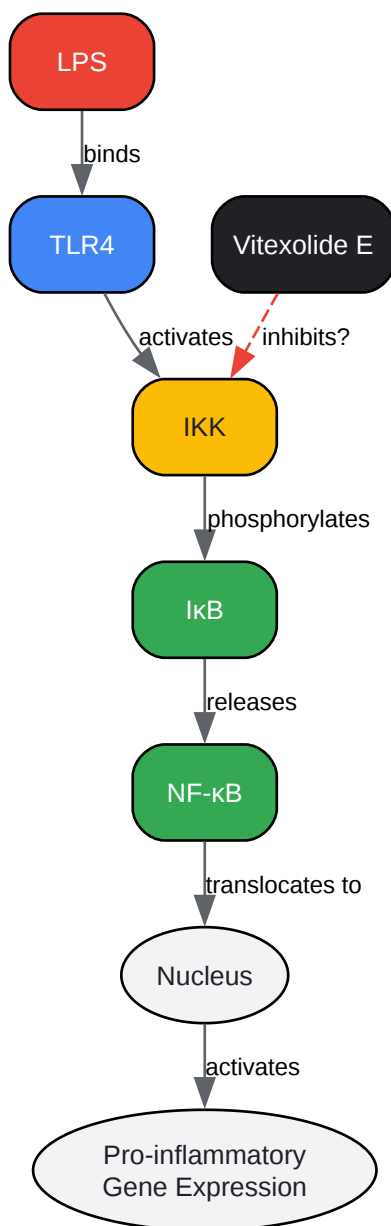 LPS
binds
TLR4
Vitexolide E
activates
inhibits?
IKK
phosphorylates
IκB
releases
NF-κB
translocates to
Nucleus
activates
Pro-inflammatory
Gene Expression